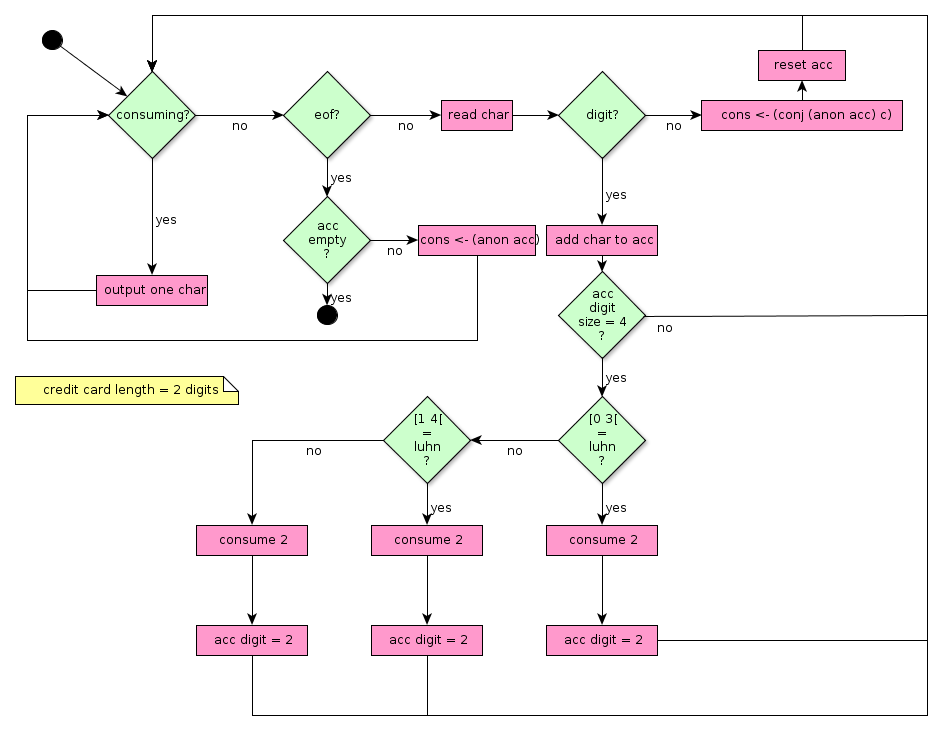 reset acc
consuming?
no
eof?
no
read char
digit?
no
cons <- (conj (anon acc) c)
yes
yes
yes
acc
empty
?
no
cons <- (anon acc)
add char to acc
output one char
yes
acc
digit
size = 4
?
no
yes
credit card length = 2 digits
[1 4[
=
luhn
?
no
[0 3[
=
luhn
?
no
yes
yes
consume 2
consume 2
consume 2
acc digit = 2
acc digit = 2
acc digit = 2